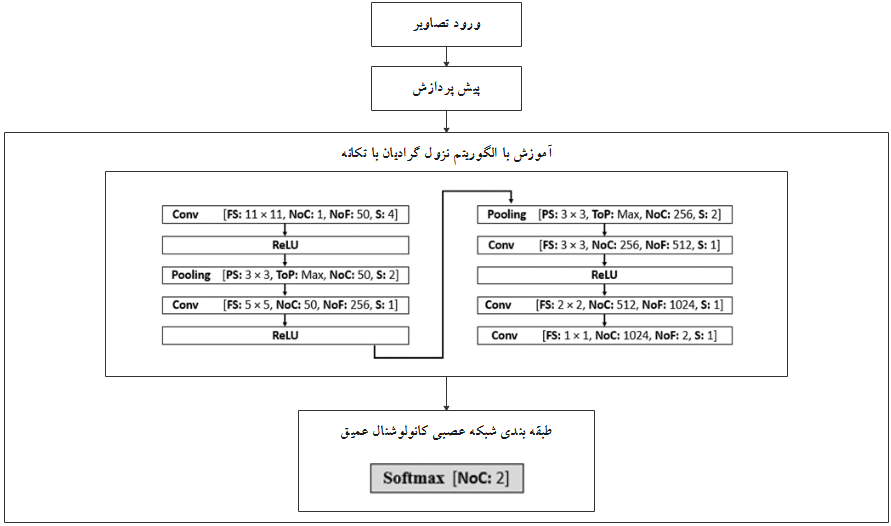 ورود تصاویر
پیش پردازش
آموزش با الگوریتم نزول گرادیان با تکانه
Conv [FS: 11 × 11, NoC: 1, NoF: 50, S: 4]
ReLU
Pooling [PS: 3 × 3, ToP: Max, NoC: 50, S: 2]
Conv [FS: 5 × 5, NoC: 50, NoF: 256, S: 1]
ReLU
Pooling [PS: 3 × 3, ToP: Max, NoC: 256, S: 2]
Conv [FS: 3 × 3, NoC: 256, NoF: 512, S: 1]
ReLU
Conv [FS: 2 × 2, NoC: 512, NoF: 1024, S: 1]
Conv [FS: 1 × 1, NoC: 1024, NoF: 2, S: 1]
طبقه بندی شبکه عصبی کانولوشنال عمیق
Softmax [NoC: 2]